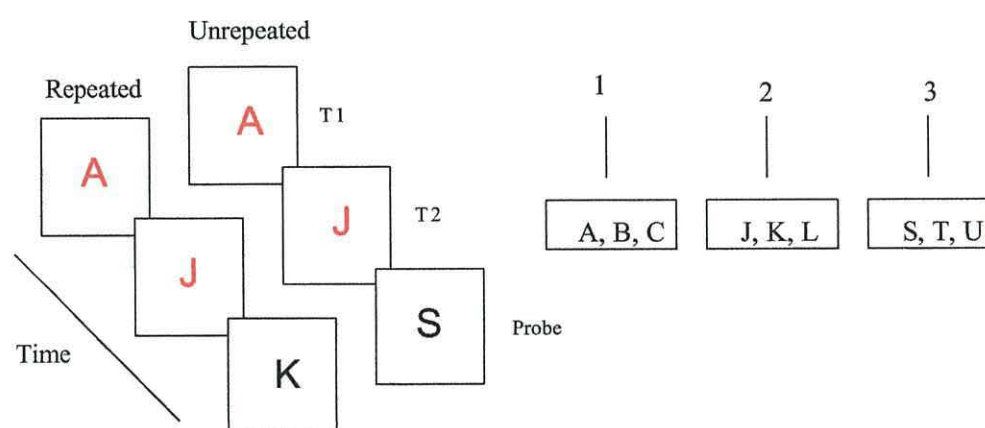 Unrepeated
Repeated
A
T1
A
J
T2
J
S
Probe
Time
K
1
2
3
A, B, C
J, K, L
S, T, U